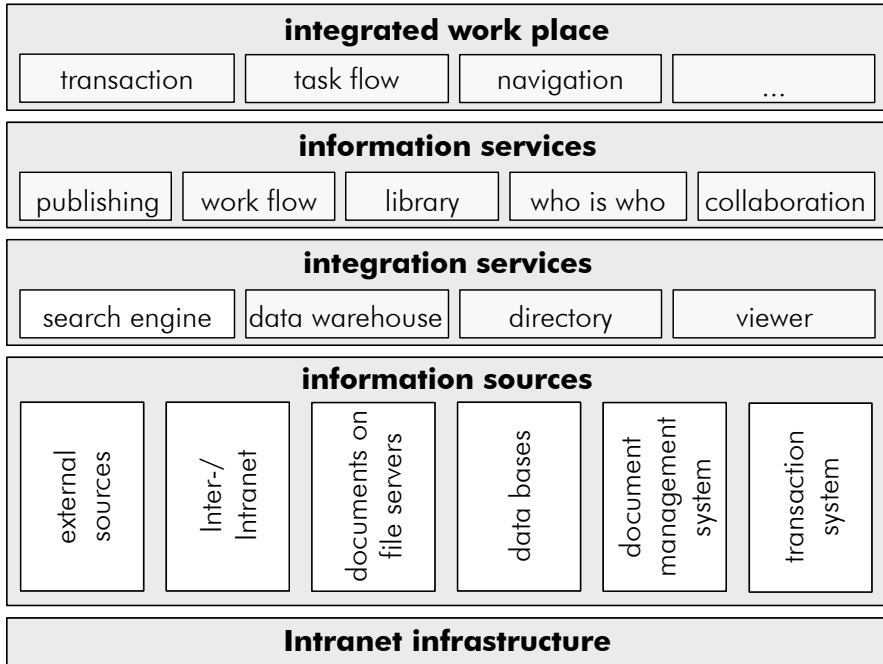 integrated work place
transaction
task flow
navigation
...
information services
publishing
work flow
library
who is who
collaboration
integration services
search engine
data warehouse
directory
viewer
information sources
external
sources
Inter-/
Intranet
documents on
file servers
data bases
document
management
system
transaction
system
Intranet infrastructure